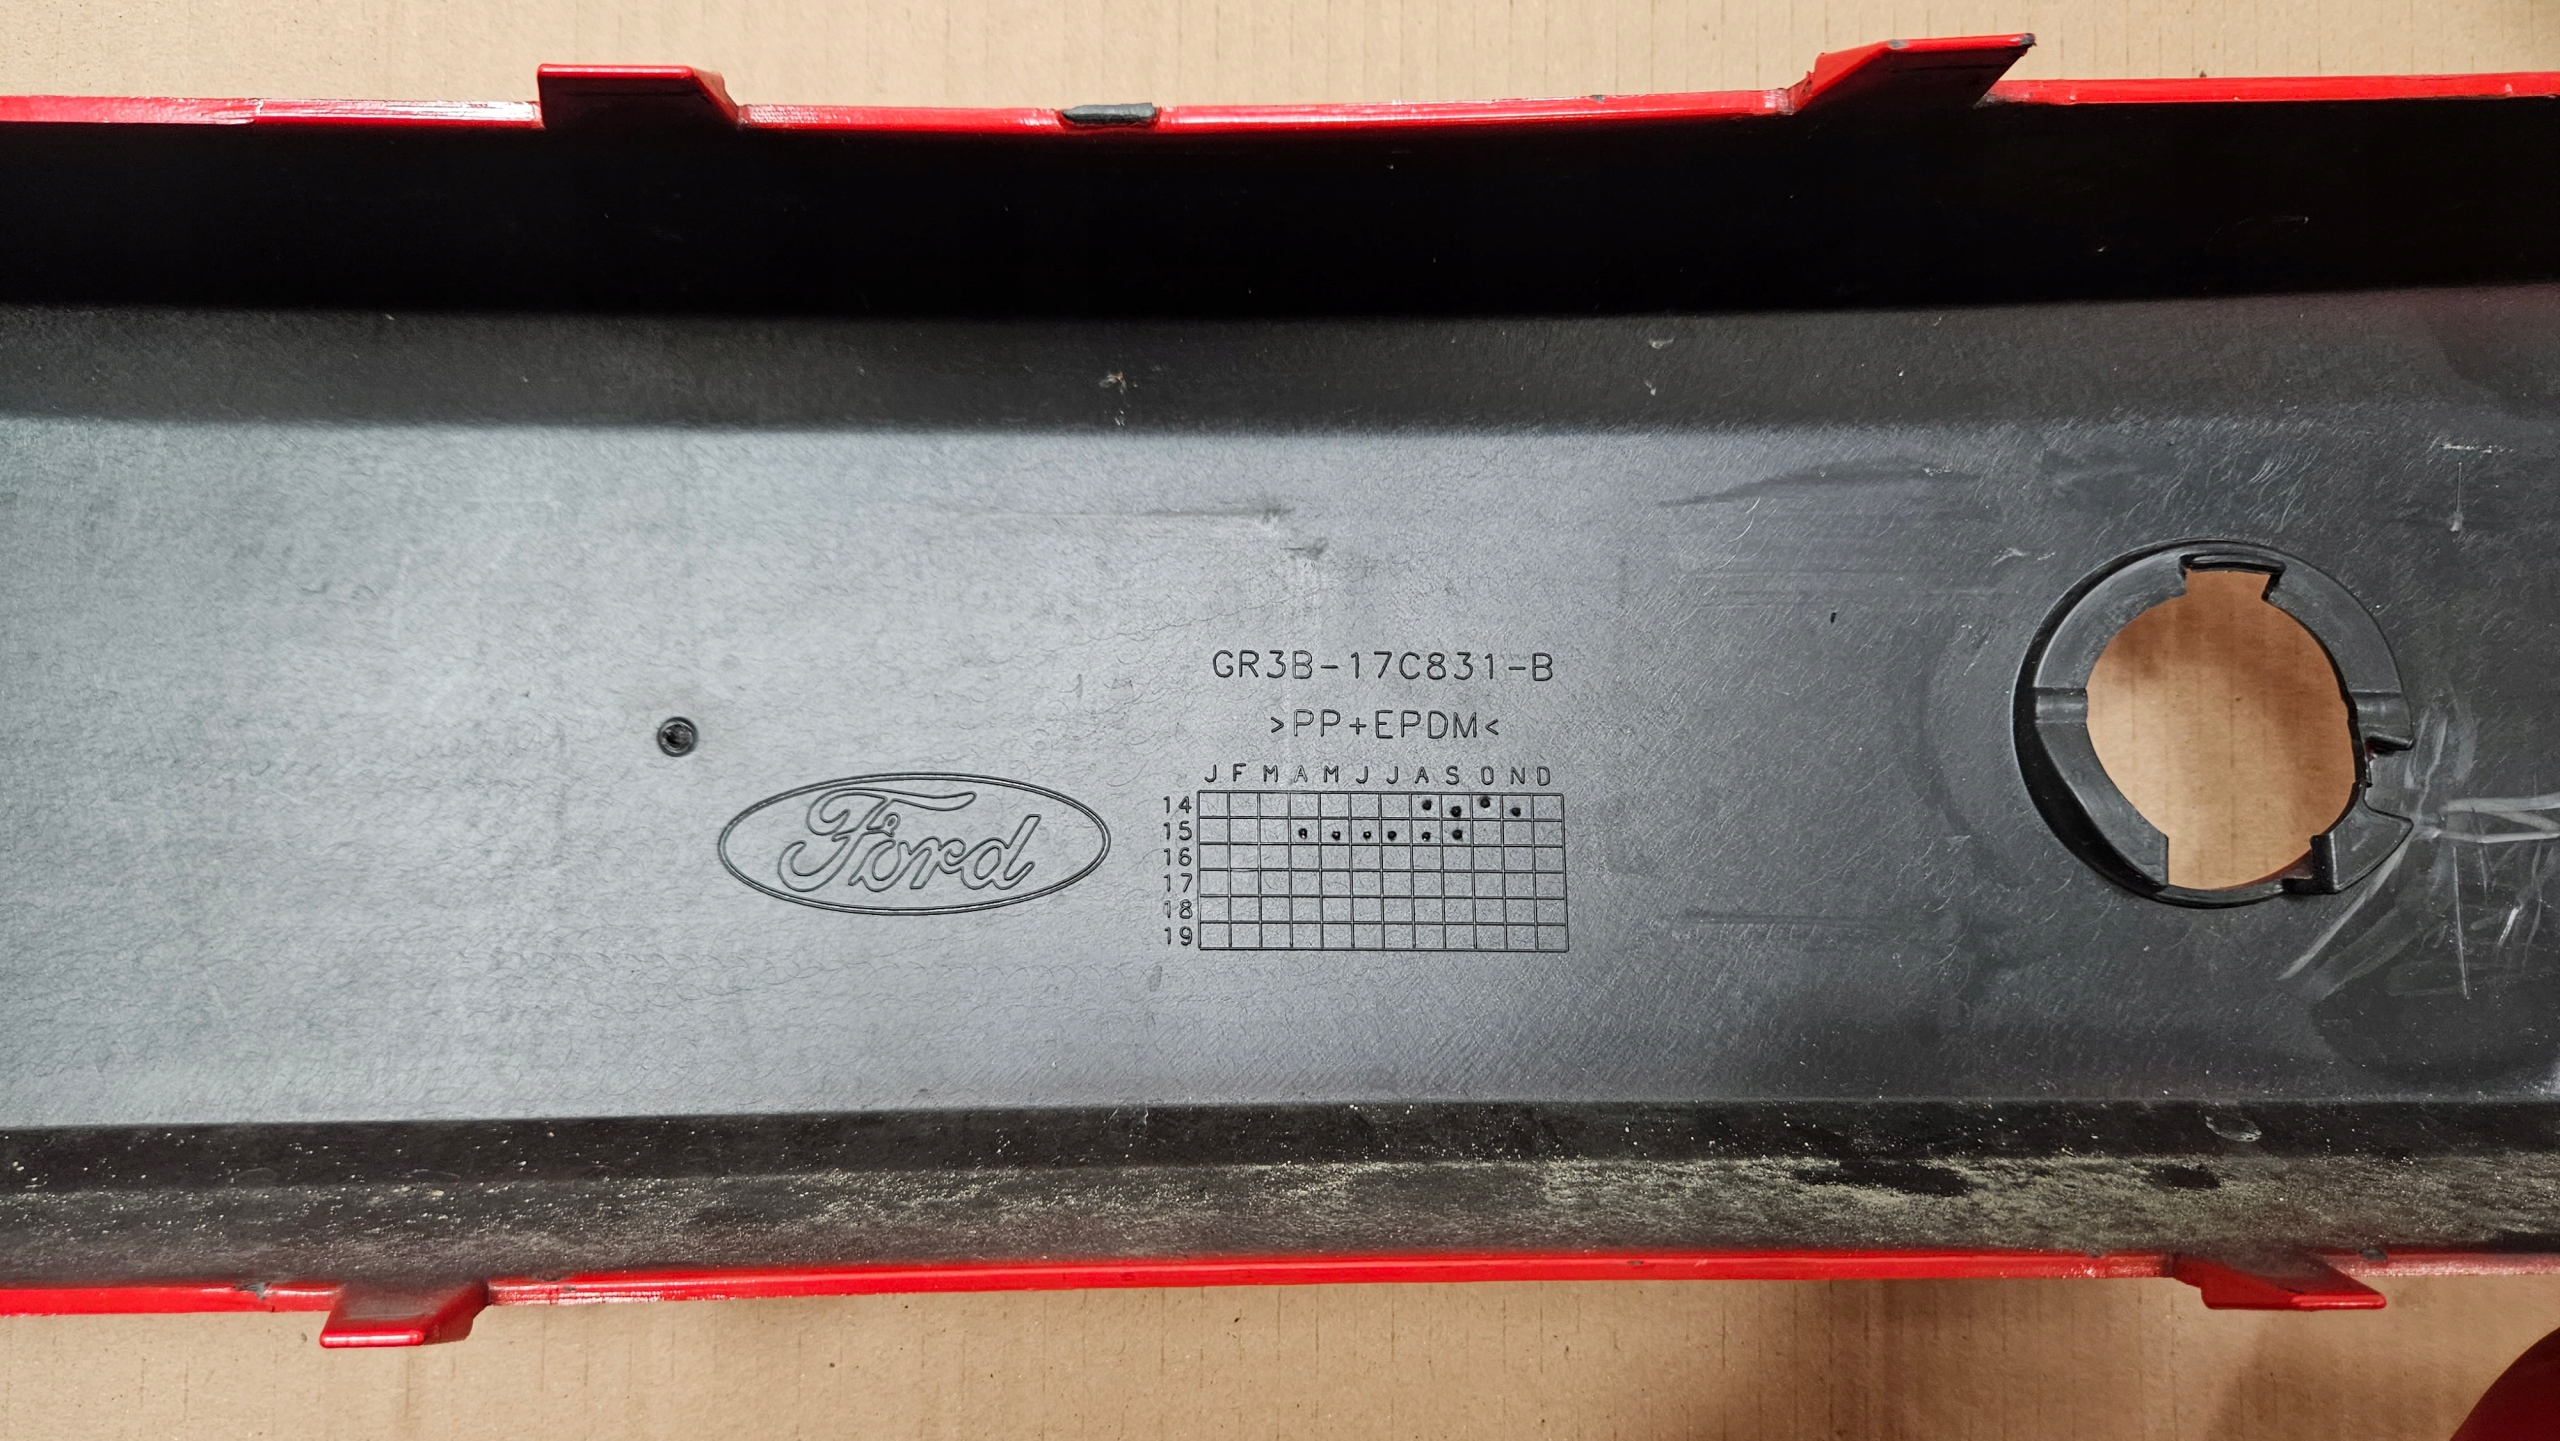 GR3B-17C831-B
>PP+EPDM<
Ford
J F M A M J J A S O N D
14
15
16
17
18
19